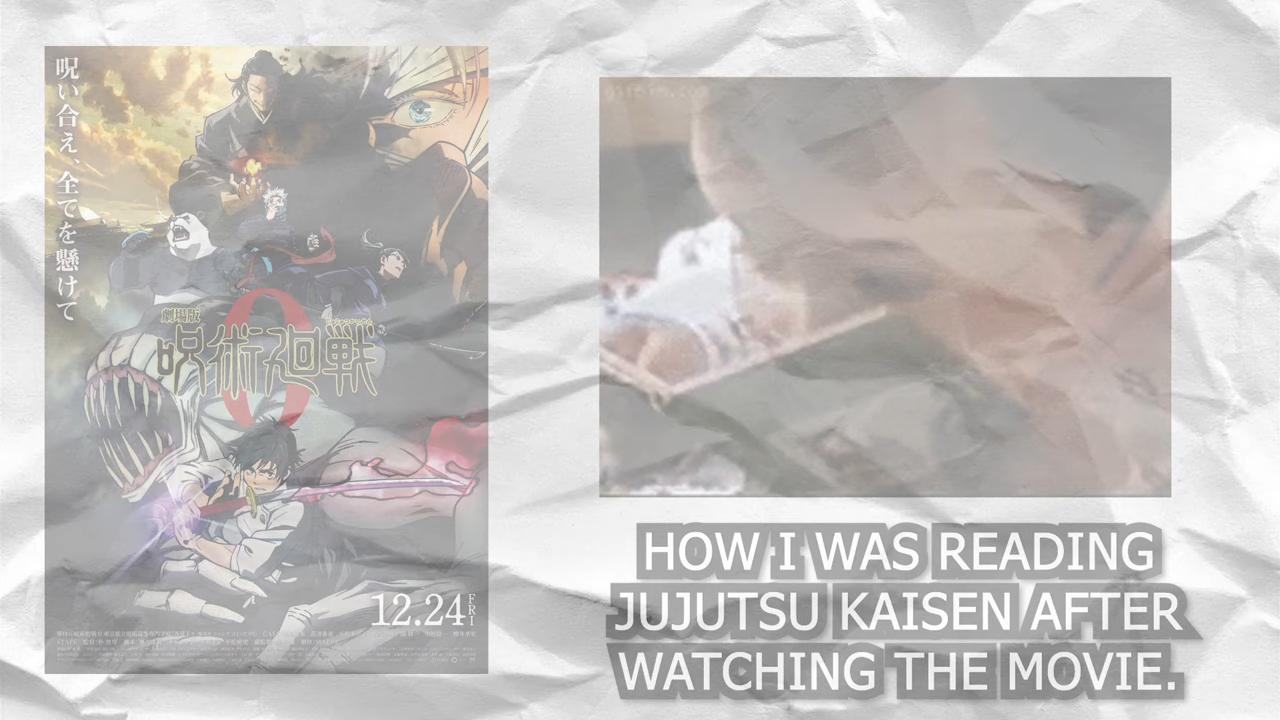 呪い合え、全てを懸けて
劇場版
呪術廻戦
0
12.24 FRI
HOW I WAS READING
JUJUTSU KAISEN AFTER
WATCHING THE MOVIE.